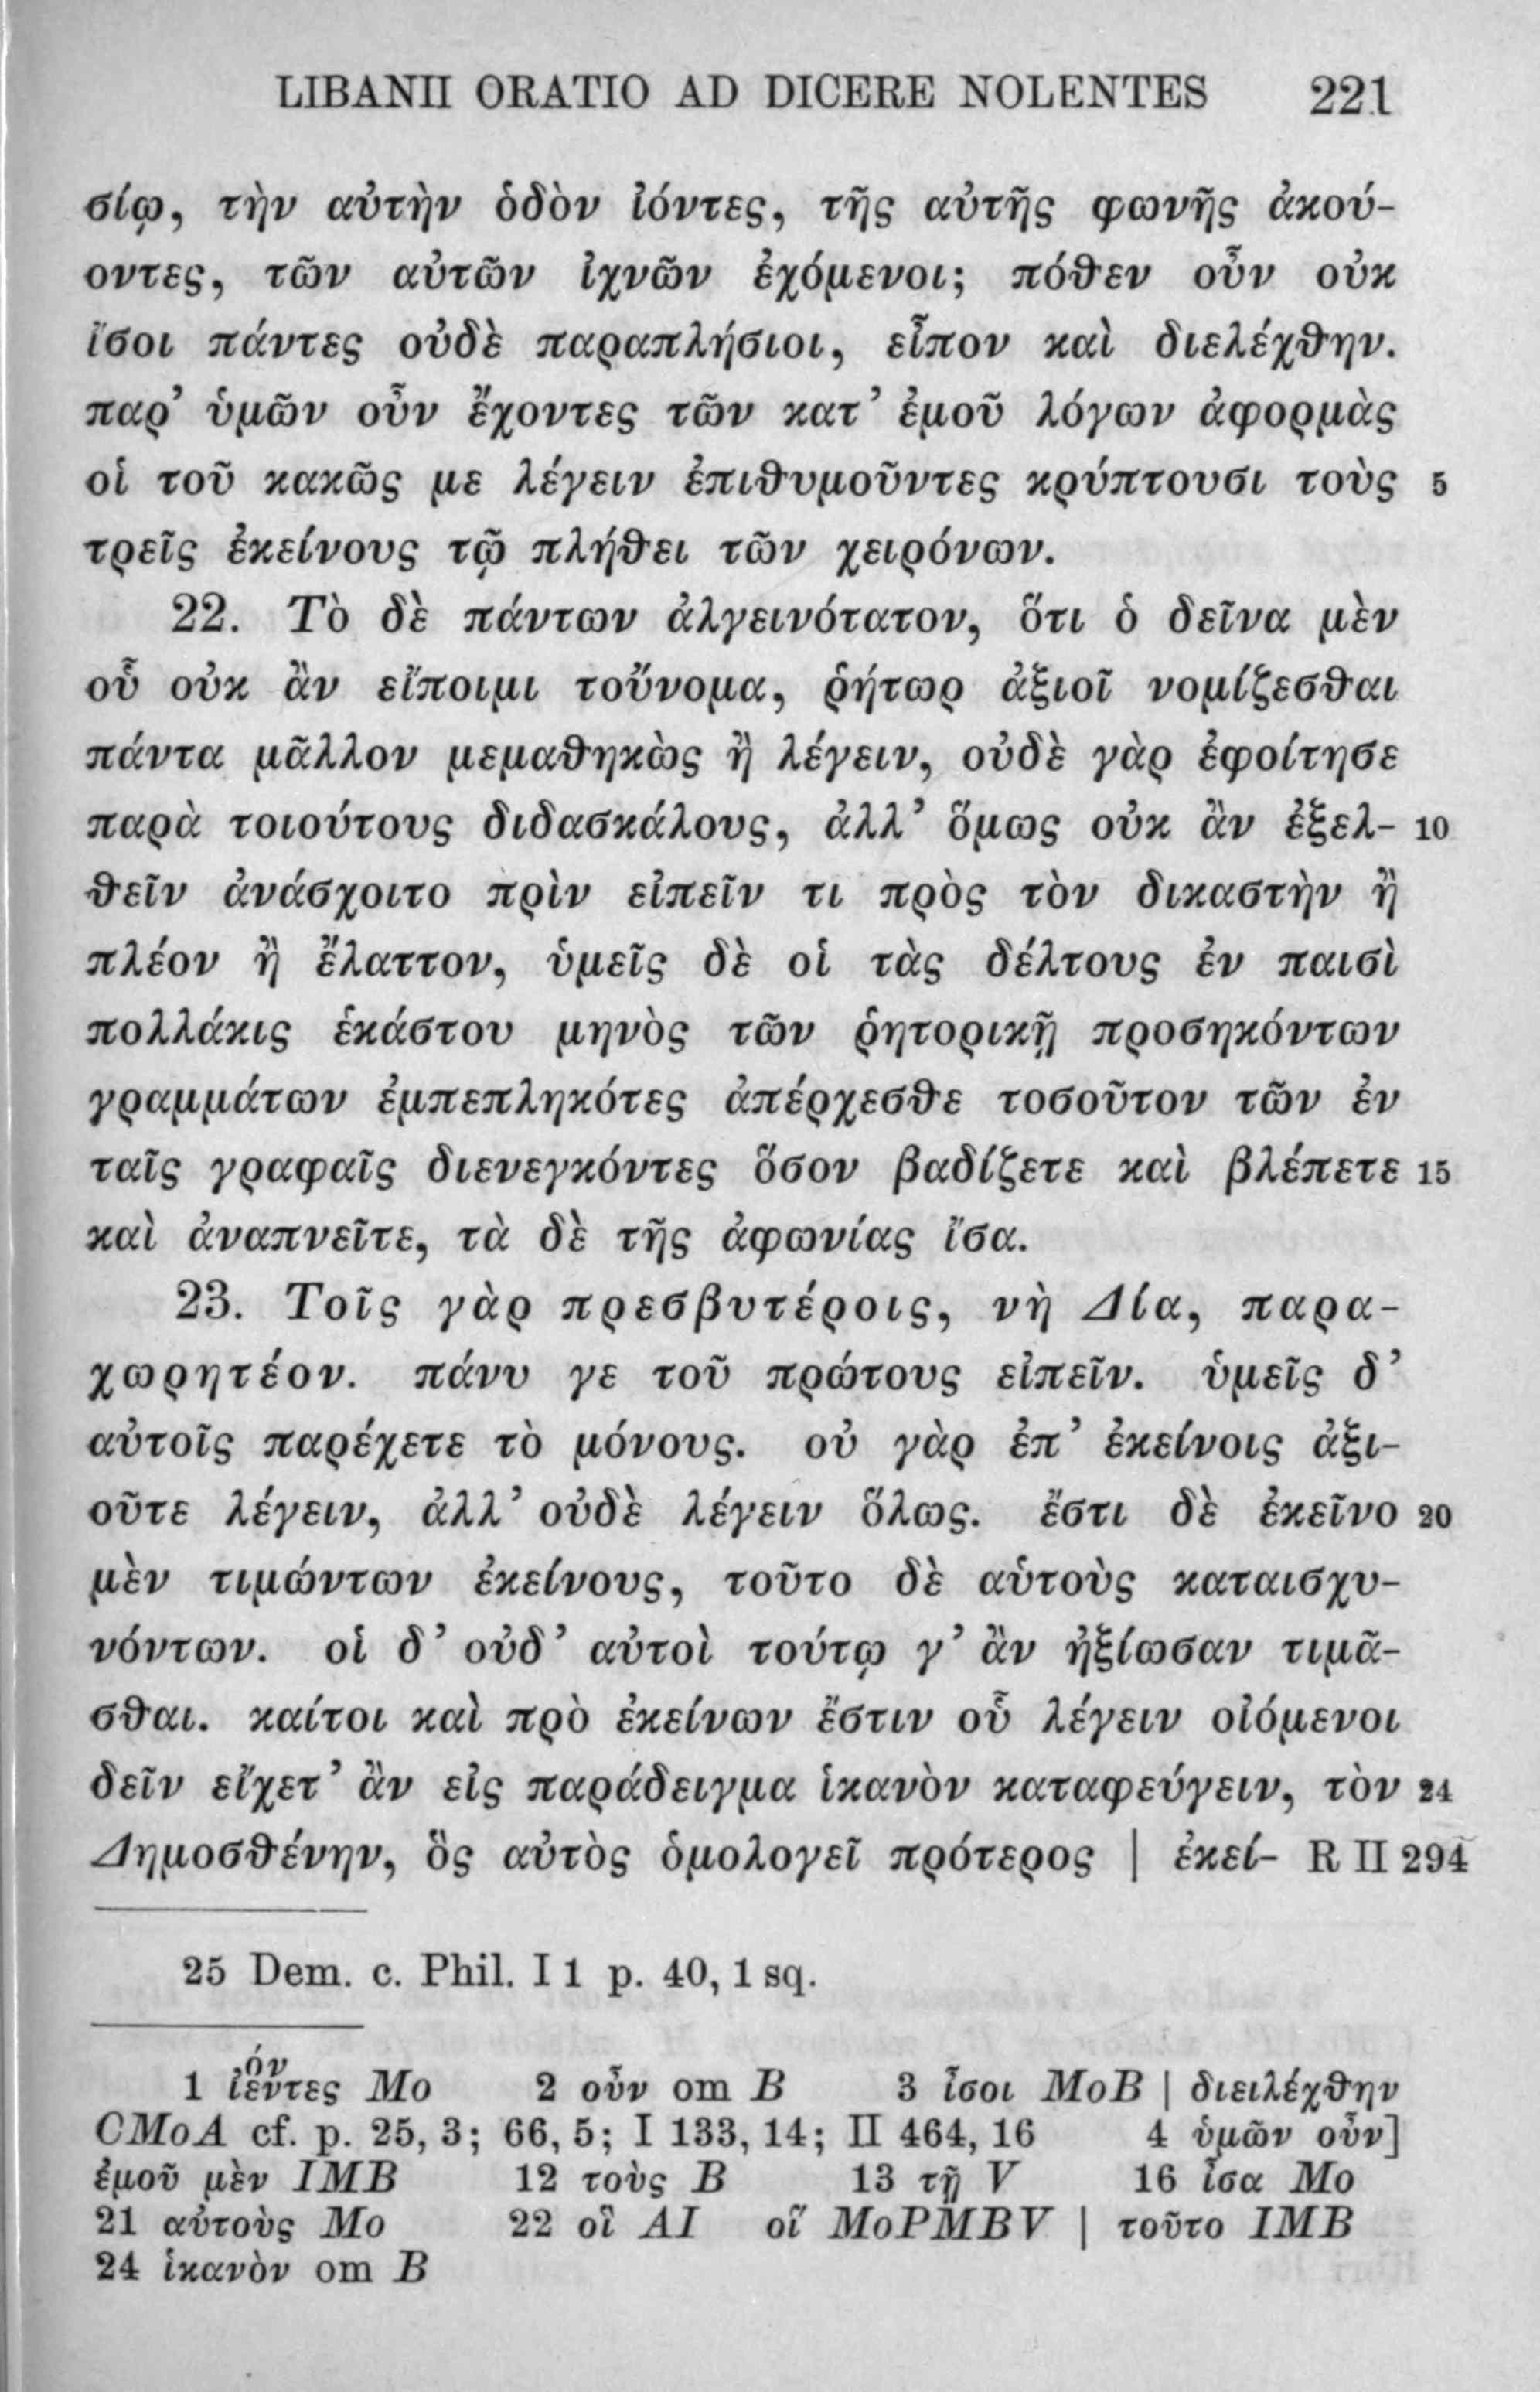 LIBANII ORATIO AD DICERE NOLENTES 221
σίῳ, τὴν αὐτὴν ὁδὸν ἰόντες, τῆς αὐτῆς φωνῆς ἀκού-
οντες, τῶν αὐτῶν ἰχνῶν ἐχόμενοι; πόθεν οὖν οὐκ
ἴσοι πάντες οὐδὲ παραπλήσιοι, εἶπον καὶ διελέχθην.
παρ' ὑμῶν οὖν ἔχοντες τῶν κατ' ἐμοῦ λόγων ἀφορμὰς
οἱ τοῦ κακῶς με λέγειν ἐπιθυμοῦντες κρύπτουσι τοὺς 5
τρεῖς ἐκείνους τῷ πλήθει τῶν χειρόνων.
22. Τὸ δὲ πάντων ἀλγεινότατον, ὅτι ὁ δεῖνα μὲν
οὗ οὐκ ἂν εἴποιμι τοὔνομα, ῥήτωρ ἀξιοῖ νομίζεσθαι
πάντα μᾶλλον μεμαθηκὼς ἢ λέγειν, οὐδὲ γὰρ ἐφοίτησε
παρὰ τοιούτους διδασκάλους, ἀλλ' ὅμως οὐκ ἂν ἐξελ- 10
θεῖν ἀνάσχοιτο πρὶν εἰπεῖν τι πρὸς τὸν δικαστὴν ἢ
πλέον ἢ ἔλαττον, ὑμεῖς δὲ οἱ τὰς δέλτους ἐν παισὶ
πολλάκις ἑκάστου μηνὸς τῶν ῥητορικῇ προσηκόντων
γραμμάτων ἐμπεπληκότες ἀπέρχεσθε τοσοῦτον τῶν ἐν
ταῖς γραφαῖς διενεγκόντες ὅσον βαδίζετε καὶ βλέπετε 15
καὶ ἀναπνεῖτε, τὰ δὲ τῆς ἀφωνίας ἴσα.
23. Τοῖς γὰρ πρεσβυτέροις, νὴ Δία, παρα-
χωρητέον. πάνυ γε τοῦ πρώτους εἰπεῖν. ὑμεῖς δ'
αὐτοῖς παρέχετε τὸ μόνους. οὐ γὰρ ἐπ' ἐκείνοις ἀξι-
οῦτε λέγειν, ἀλλ' οὐδὲ λέγειν ὅλως. ἔστι δὲ ἐκεῖνο 20
μὲν τιμώντων ἐκείνους, τοῦτο δὲ αὑτοὺς καταισχυ-
νόντων. οἱ δ' οὐδ' αὐτοὶ τούτῳ γ' ἂν ἠξίωσαν τιμᾶ-
σθαι. καίτοι καὶ πρὸ ἐκείνων ἔστιν οὗ λέγειν οἰόμενοι
δεῖν εἴχετ' ἂν εἰς παράδειγμα ἱκανὸν καταφεύγειν, τὸν 24
Δημοσθένην, ὃς αὐτὸς ὁμολογεῖ πρότερος | ἐκεί- R II 294
25 Dem. c. Phil. I 1 p. 40, 1 sq.
όν
1 ἰέντες Mo 2 οὖν om B 3 ἶσοι MoB | διειλέχθην
CMoA cf. p. 25, 3; 66, 5; I 133, 14; II 464, 16 4 ὑμῶν οὖν]
ἐμοῦ μὲν IMB 12 τοὺς B 13 τῇ V 16 ἶσα Mo
21 αὐτοὺς Mo 22 οἳ AI οἵ MoPMBV | τοῦτο IMB
24 ἱκανὸν om B